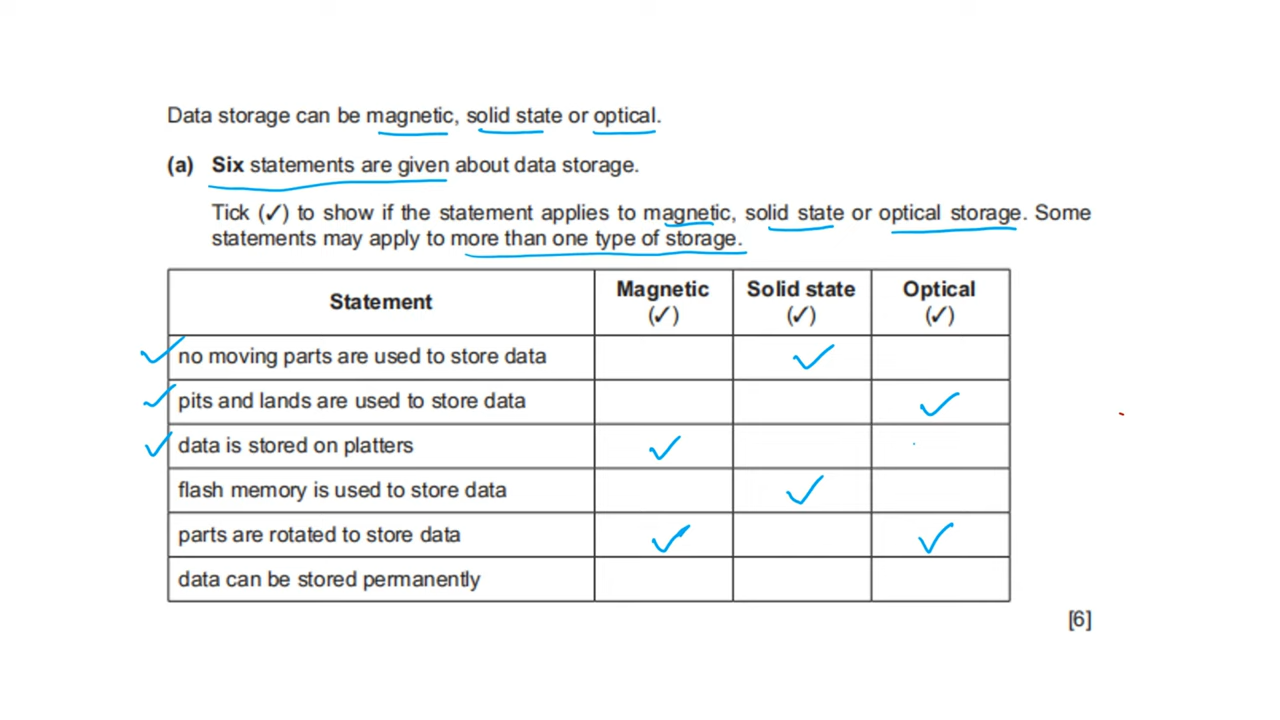 Data storage can be magnetic, solid state or optical.
(a) Six statements are given about data storage.
Tick (✓) to show if the statement applies to magnetic, solid state or optical storage. Some
statements may apply to more than one type of storage.
Statement Magnetic (✓) Solid state (✓) Optical (✓)
✓ no moving parts are used to store data ✓
✓ pits and lands are used to store data ✓
✓ data is stored on platters ✓
flash memory is used to store data ✓
parts are rotated to store data ✓ ✓
data can be stored permanently
[6]